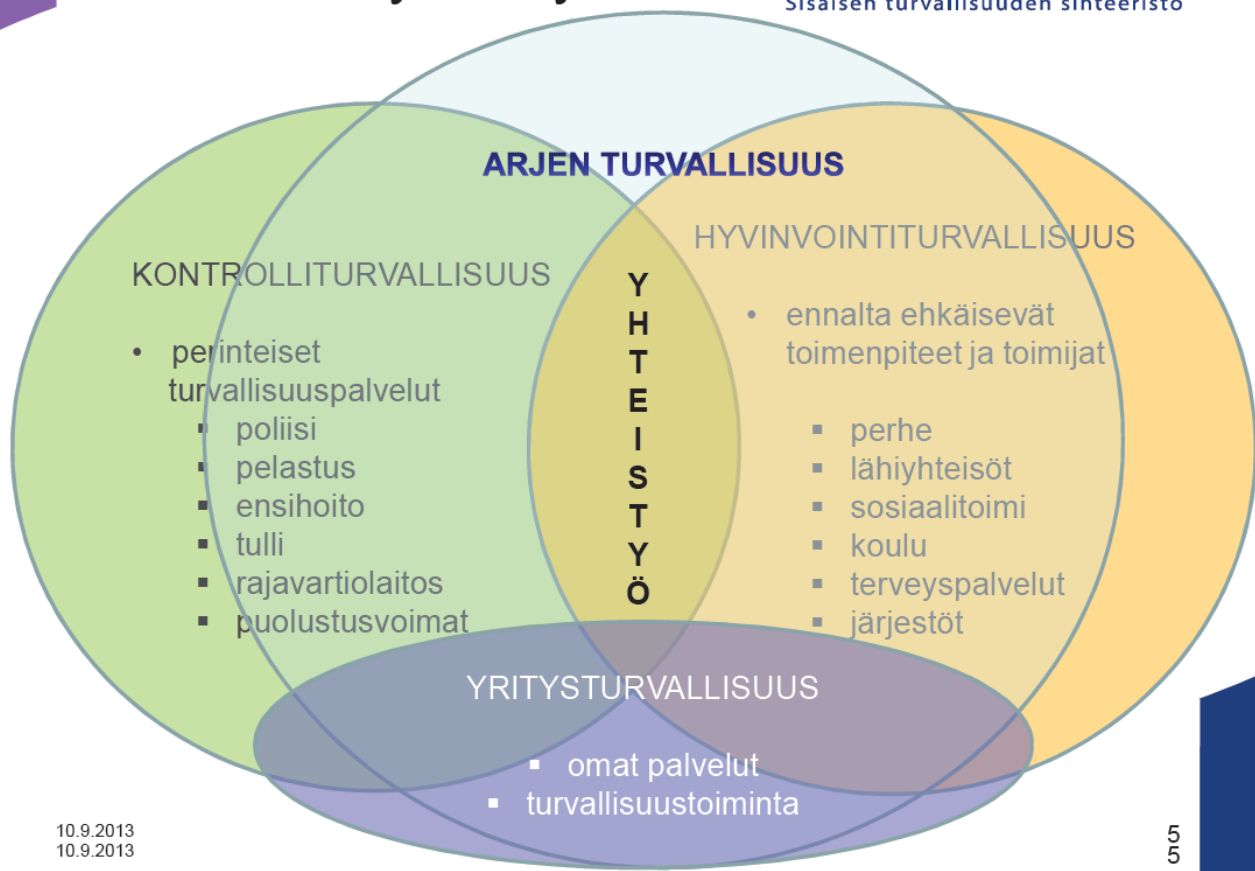 Sisäisen turvallisuuden sihteeristö
ARJEN TURVALLISUUS
HYVINVOINTITURVALLISUUS
KONTROLLITURVALLISUUS
• perinteiset
turvallisuuspalvelut
▪ poliisi
▪ pelastus
▪ ensihoito
▪ tulli
▪ rajavartiolaitos
▪ puolustusvoimat
Y
H
T
E
I
S
T
Y
Ö
• ennalta ehkäisevät
toimenpiteet ja toimijat
▪ perhe
▪ lähiyhteisöt
▪ sosiaalitoimi
▪ koulu
▪ terveyspalvelut
▪ järjestöt
YRITYSTURVALLISUUS
▪ omat palvelut
▪ turvallisuustoiminta
10.9.2013
10.9.2013
5
5